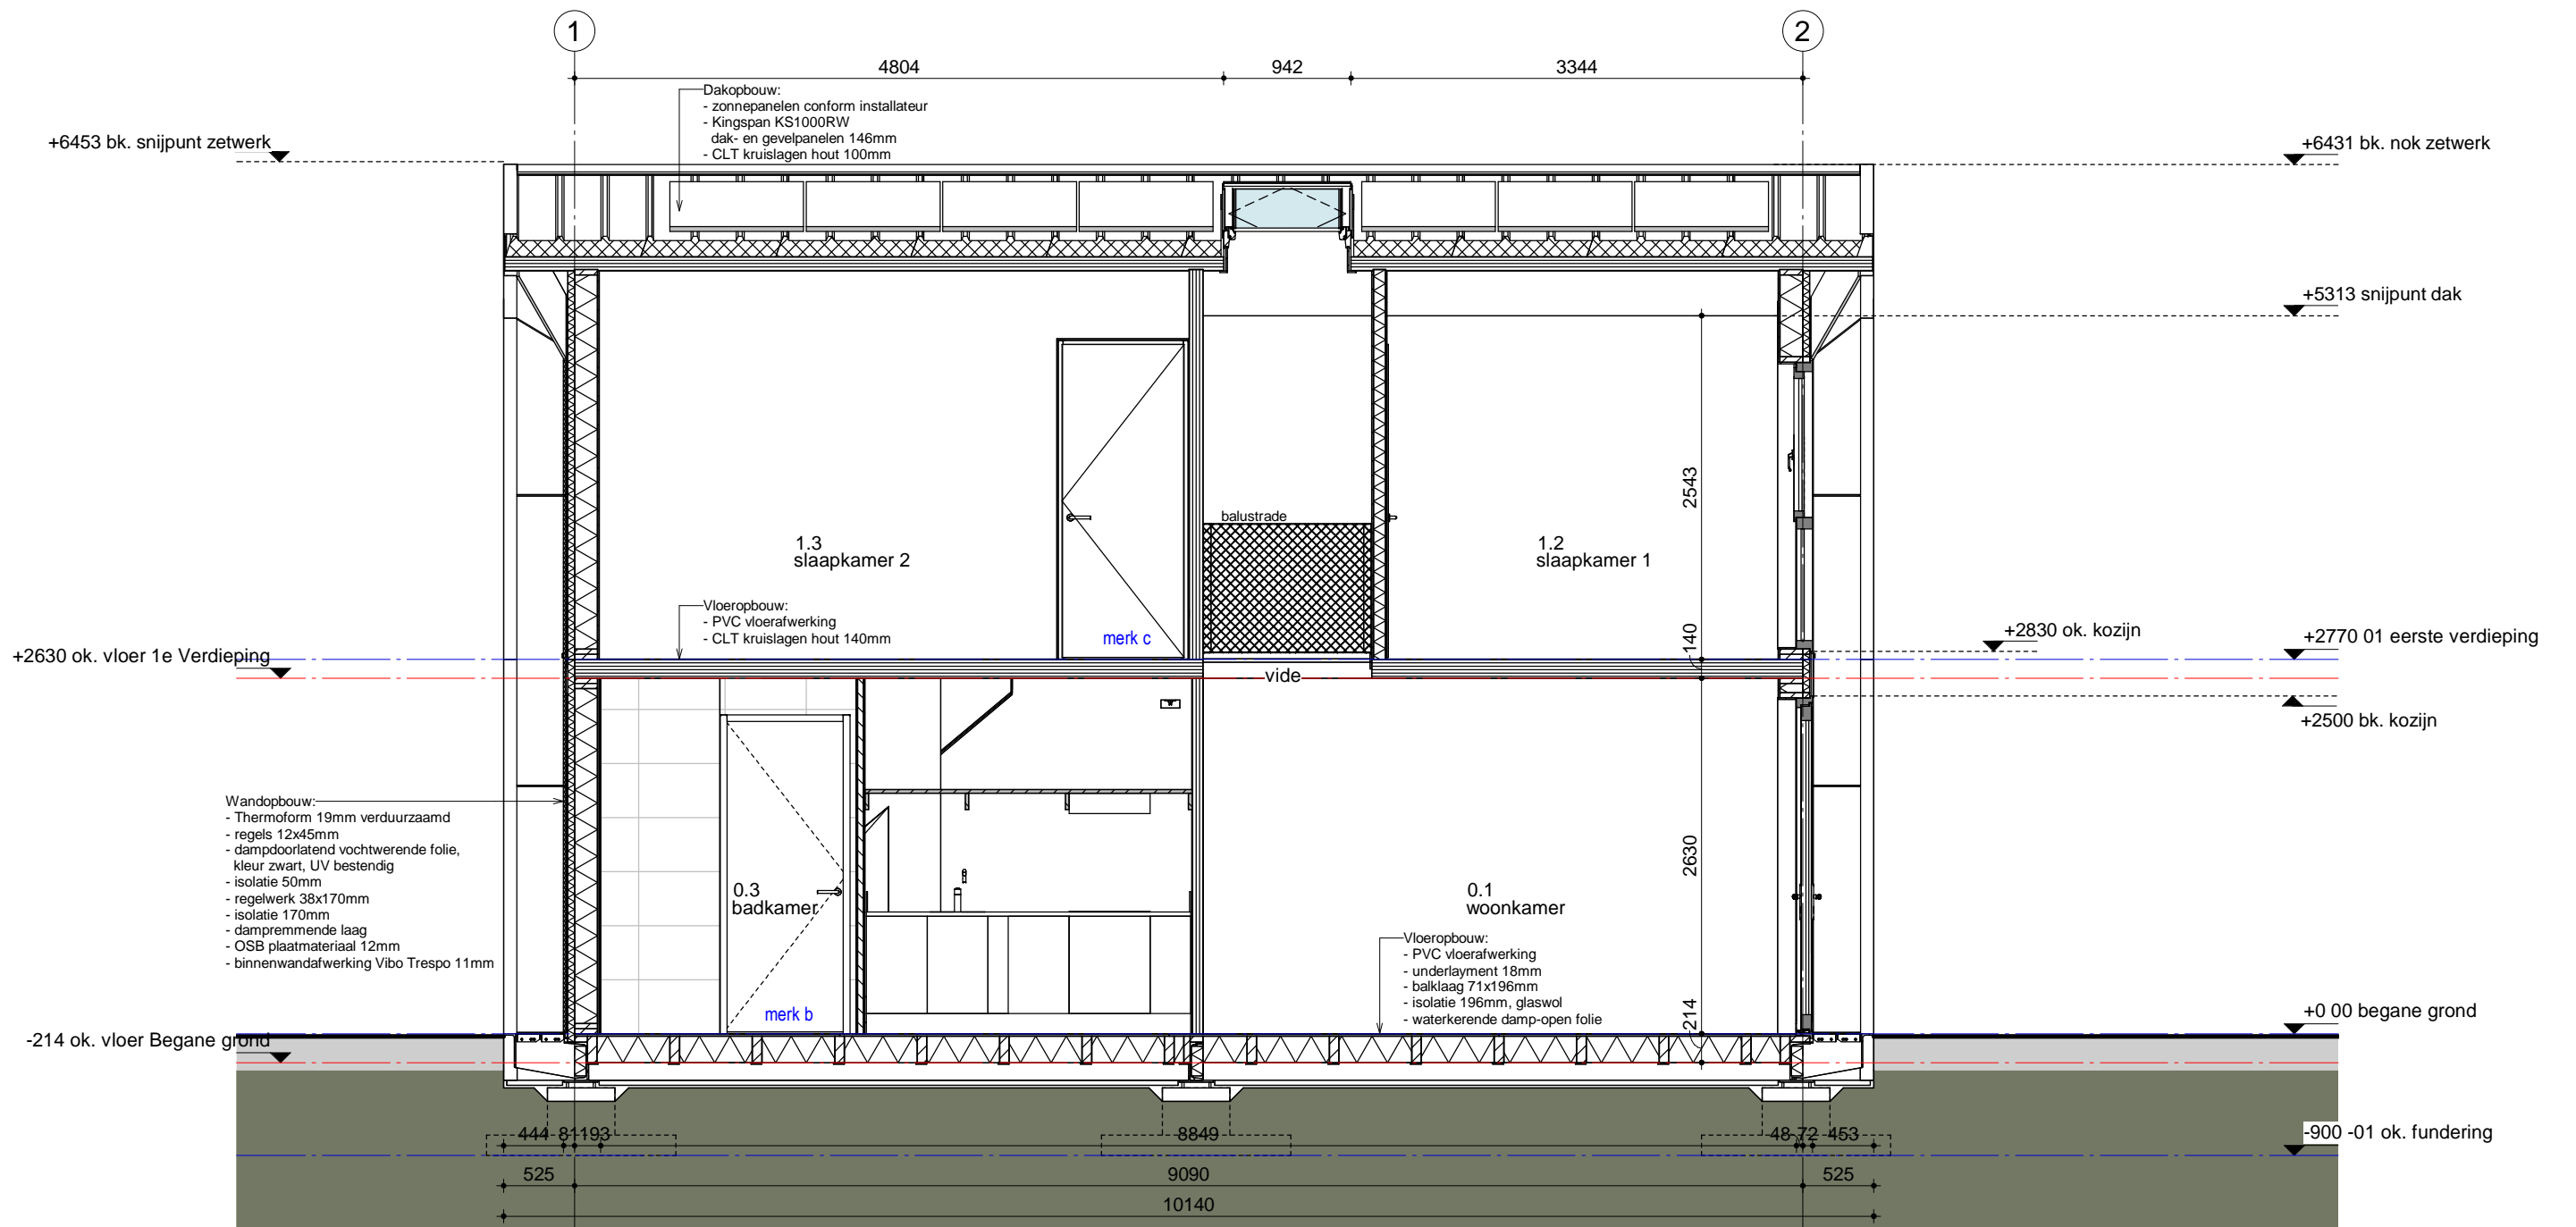 1
2
4804
942
3344
Dakopbouw:
- zonnepanelen conform installateur
- Kingspan KS1000RW
dak- en gevelpanelen 146mm
- CLT kruislagen hout 100mm
+6453 bk. snijpunt zetwerk
+6431 bk. nok zetwerk
+5313 snijpunt dak
2543
balustrade
1.3
slaapkamer 2
1.2
slaapkamer 1
Vloeropbouw:
- PVC vloerafwerking
- CLT kruislagen hout 140mm
merk c
140
+2830 ok. kozijn
+2770 01 eerste verdieping
+2630 ok. vloer 1e Verdieping
vide
+2500 bk. kozijn
Wandopbouw:
- Thermoform 19mm verduurzaamd
- regels 12x45mm
- dampdoorlatend vochtwerende folie,
kleur zwart, UV bestendig
- isolatie 50mm
- regelwerk 38x170mm
- isolatie 170mm
- dampremmende laag
- OSB plaatmateriaal 12mm
- binnenwandafwerking Vibo Trespo 11mm
2630
0.3
badkamer
0.1
woonkamer
Vloeropbouw:
- PVC vloerafwerking
- underlayment 18mm
- balklaag 71x196mm
- isolatie 196mm, glaswol
- waterkerende damp-open folie
merk b
214
+0 00 begane grond
-214 ok. vloer Begane grond
444 81193
8849
48 72 453
-900 -01 ok. fundering
525
9090
525
10140